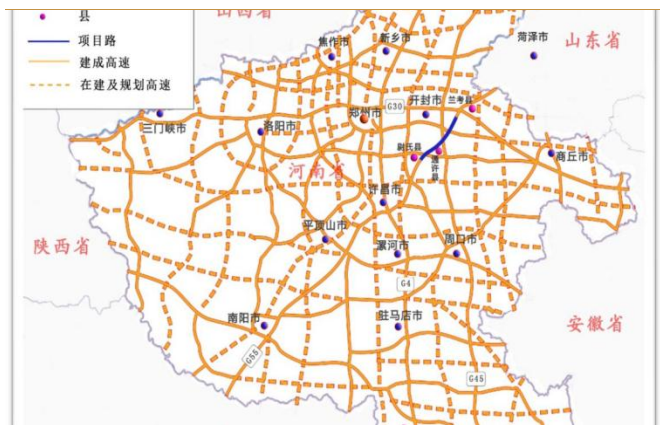 山西省
县
项目路
建成高速
在建及规划高速
焦作市
新乡市
菏泽市
山东省
三门峡市
洛阳市
郑州市
G30
开封市
兰考县
尉氏县
通许县
商丘市
河南省
许昌市
平顶山市
漯河市
周口市
陕西省
G4
南阳市
驻马店市
安徽省
G55
G45